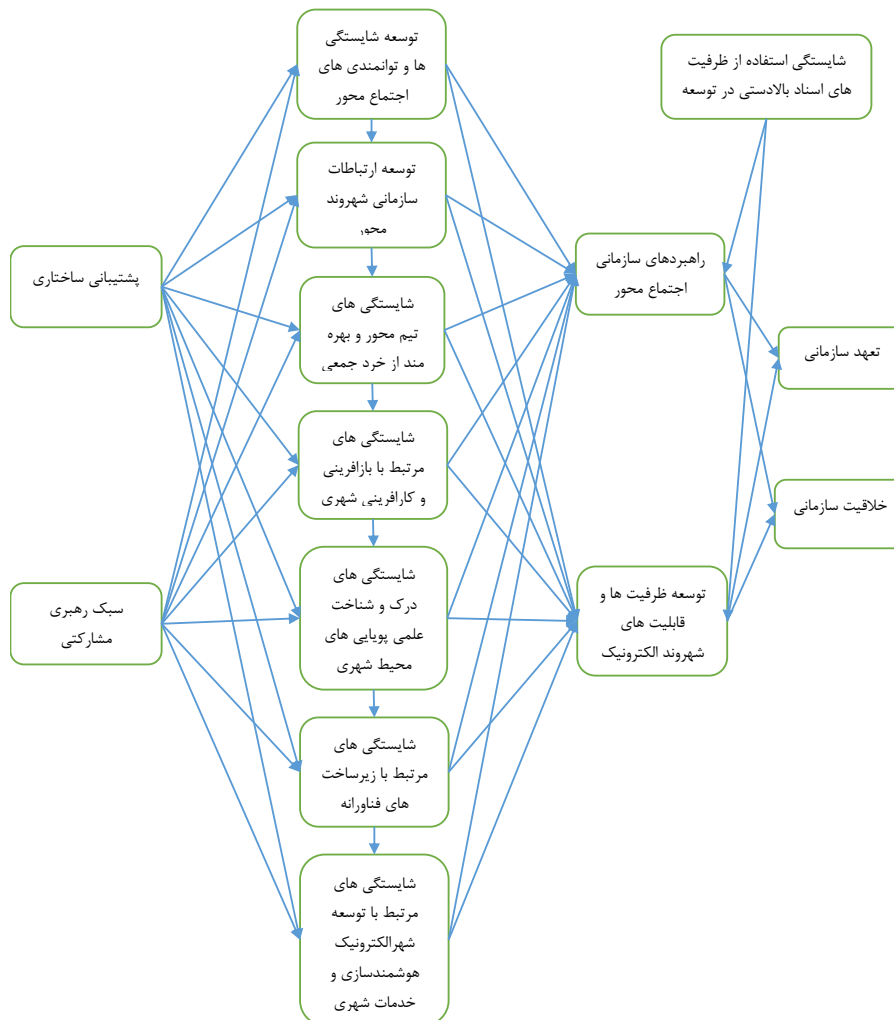 توسعه شایستگی
ها و توانمندی های
اجتماع محور
شایستگی استفاده از ظرفیت
های اسناد بالادستی در توسعه
توسعه ارتباطات
سازمانی شهروند
محور
راهبردهای سازمانی
اجتماع محور
پشتیبانی ساختاری
شایستگی های
تیم محور و بهره
مند از خرد جمعی
تعهد سازمانی
شایستگی های
مرتبط با بازافرینی
و کارافرینی شهری
خلاقیت سازمانی
شایستگی های
درک و شناخت
علمی پویایی های
محیط شهری
توسعه ظرفیت ها و
قابلیت های
شهروند الکترونیک
سبک رهبری
مشارکتی
شایستگی های
مرتبط با زیرساخت
های فناورانه
شایستگی های
مرتبط با توسعه
شهرالکترونیک
هوشمندسازی و
خدمات شهری